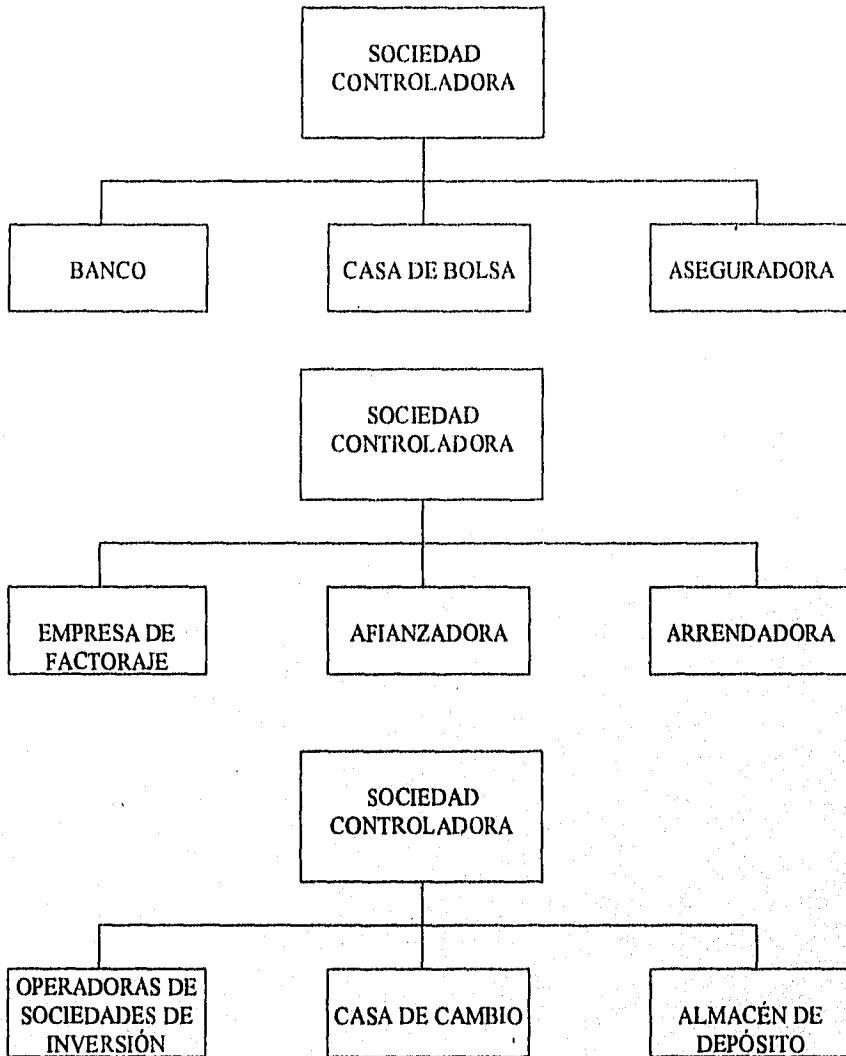 SOCIEDAD
CONTROLADORA
BANCO
CASA DE BOLSA
ASEGURADORA
SOCIEDAD
CONTROLADORA
EMPRESA DE
FACTORAJE
AFIANZADORA
ARRENDADORA
SOCIEDAD
CONTROLADORA
OPERADORAS DE
SOCIEDADES DE
INVERSIÓN
CASA DE CAMBIO
ALMACÉN DE
DEPÓSITO